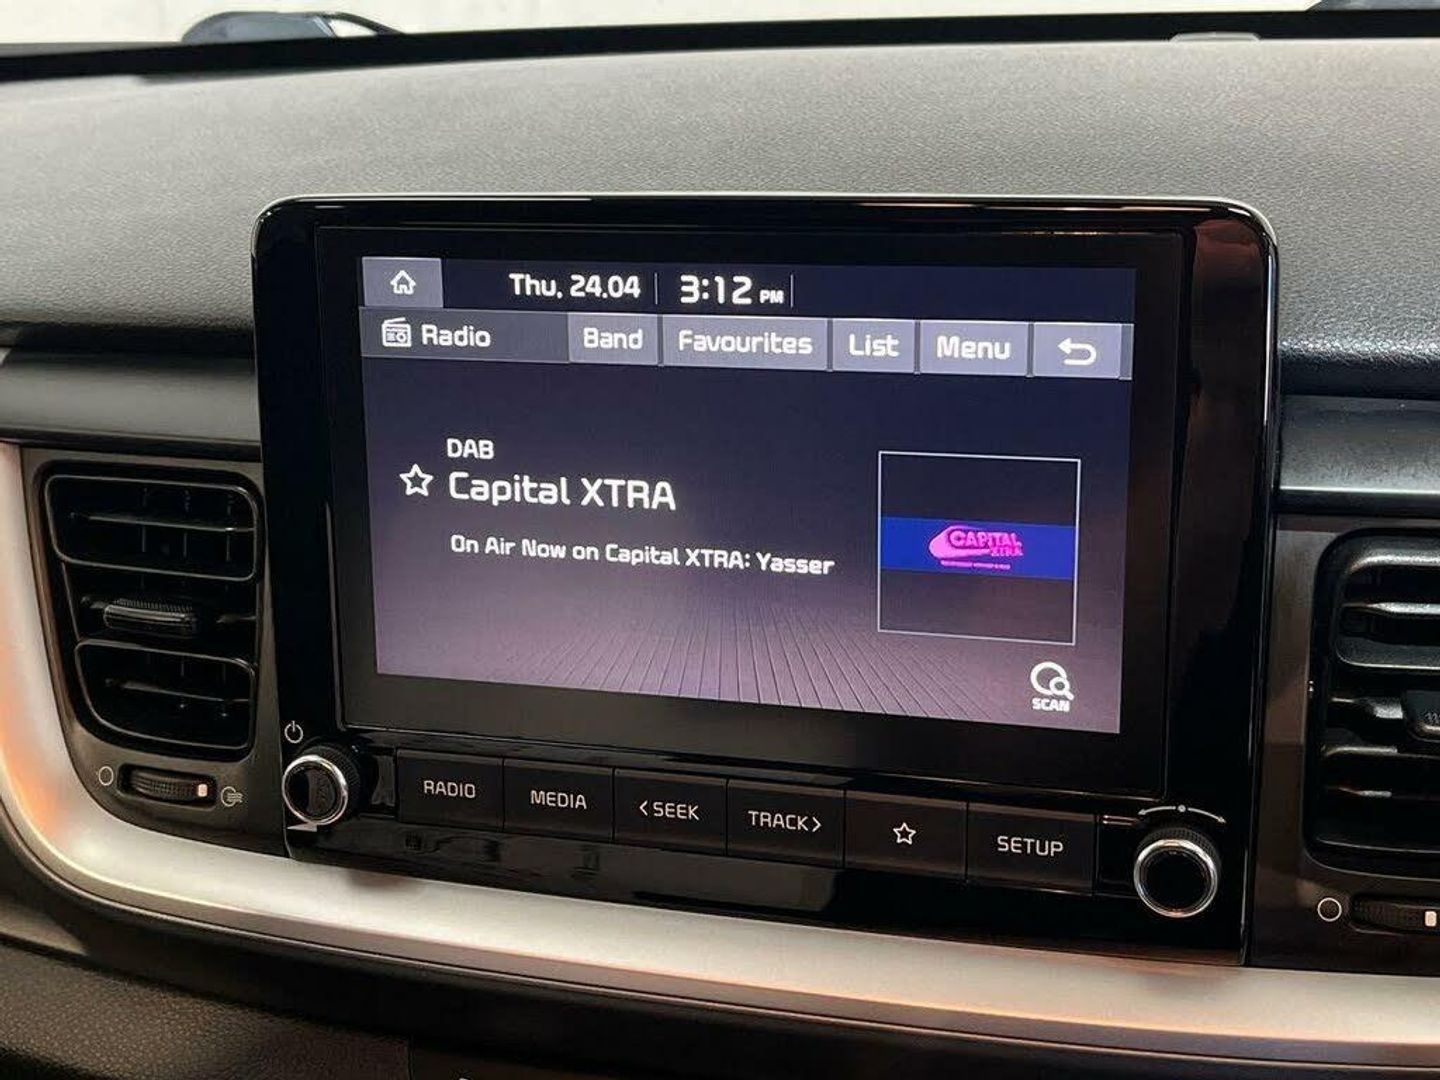 Thu, 24.04 3:12 PM
Radio Band Favourites List Menu
DAB
Capital XTRA
On Air Now on Capital XTRA: Yasser
CAPITAL
XTRA
SCAN
RADIO MEDIA <SEEK TRACK> SETUP